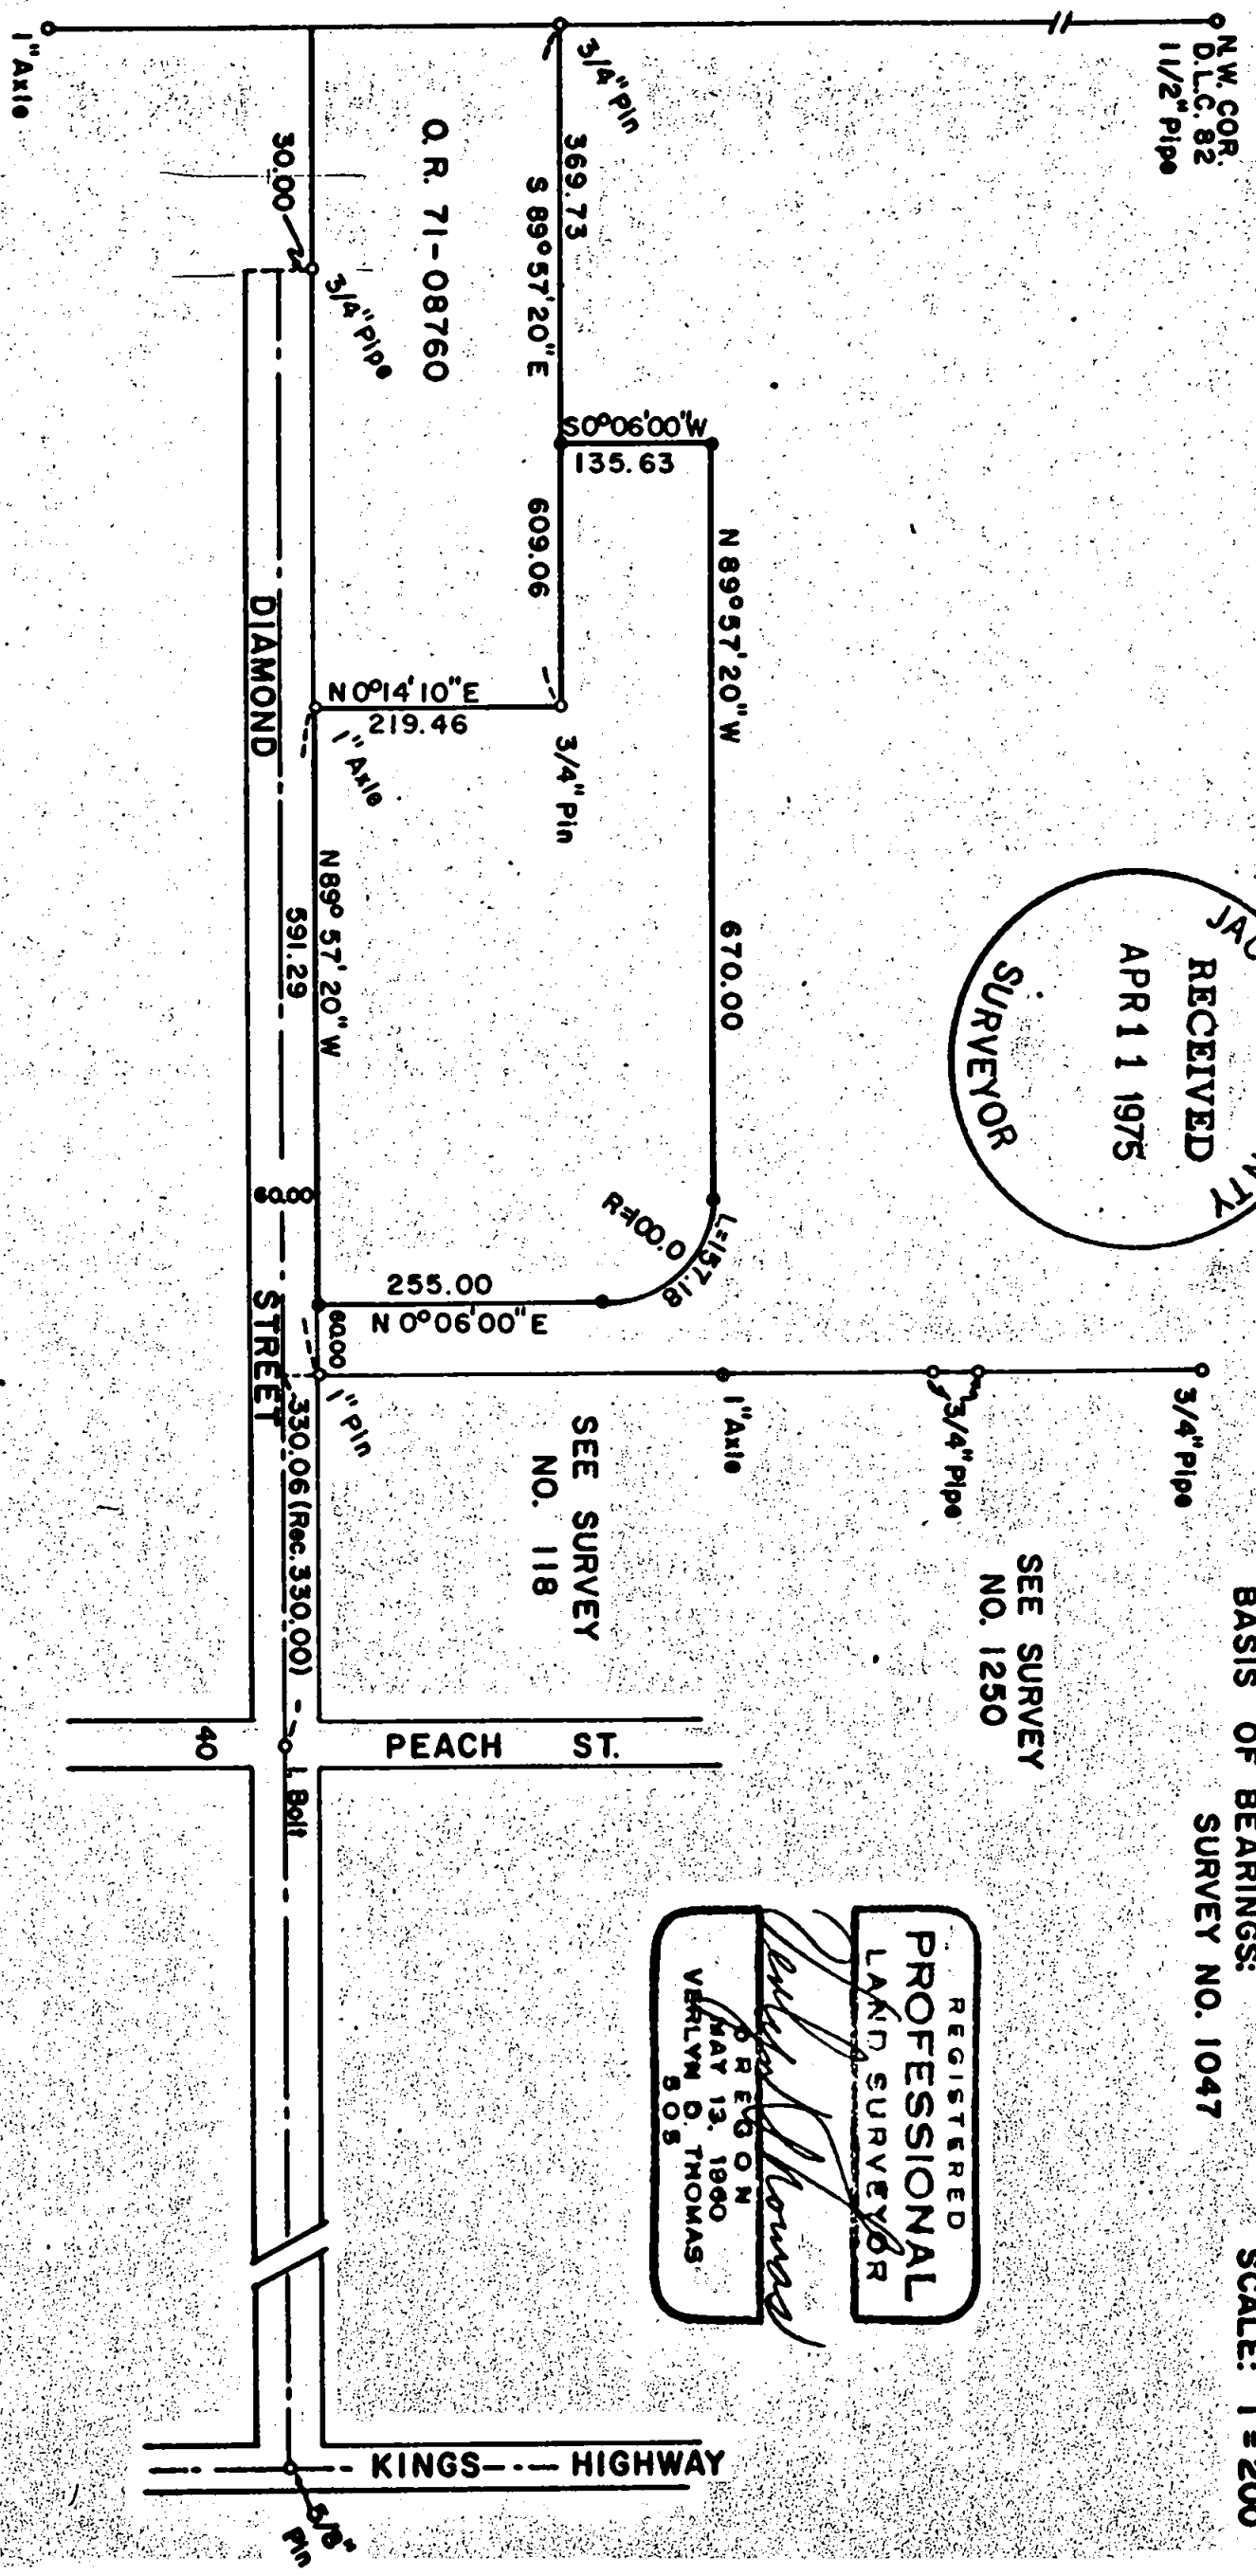 N.W. COR.
D.L.C. 82
1 1/2" Pipe
BASIS OF BEARINGS:
SURVEY NO. 1047
SCALE: 1"=200'
RECEIVED
APR 11 1975
SURVEYOR
3/4" Pipe
3/4" Pipe
1" Axle
SEE SURVEY
NO. 1250
SEE SURVEY
NO. 118
REGISTERED
PROFESSIONAL
LAND SURVEYOR
OREGON
MAY 13, 1960
VERLYN D. THOMAS
508
N 89° 57' 20" W
670.00
L=157.18
R=100.0
S 0° 06' 00" W
135.63
3/4" Pin
369.73
S 89° 57' 20" E
609.06
3/4" Pin
O.R. 71-08760
N 0° 14' 10" E
219.46
255.00
N 0° 06' 00" E
30.00
3/4" Pipe
1" Axle
N 89° 57' 20" W
591.29
60.00
60.00
1" Pin
330.06 (Rec. 330.00)
DIAMOND STREET
1" Axle
PEACH ST.
40
Bolt
KINGS HIGHWAY
5/8"
Pin